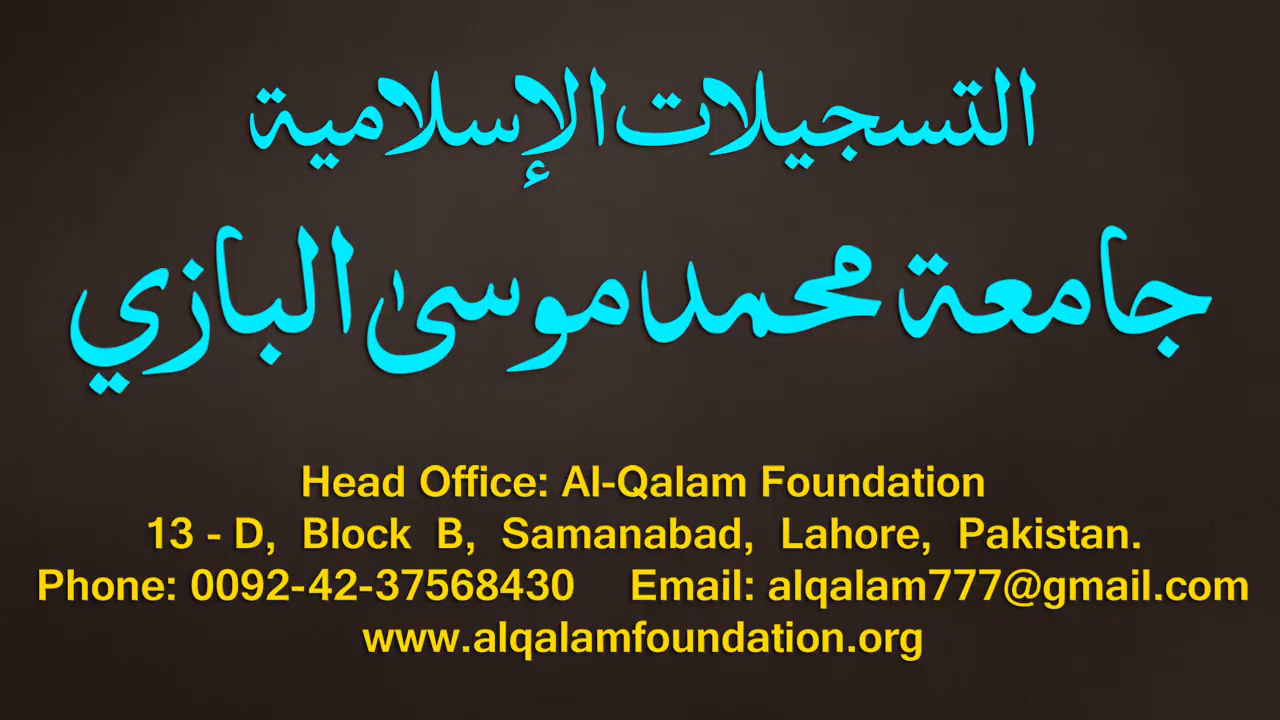 التسجيلات الإسلامية
جامعة محمد موسىٰ البازي
Head Office: Al-Qalam Foundation
13 - D, Block B, Samanabad, Lahore, Pakistan.
Phone: 0092-42-37568430 Email: alqalam777@gmail.com
www.alqalamfoundation.org